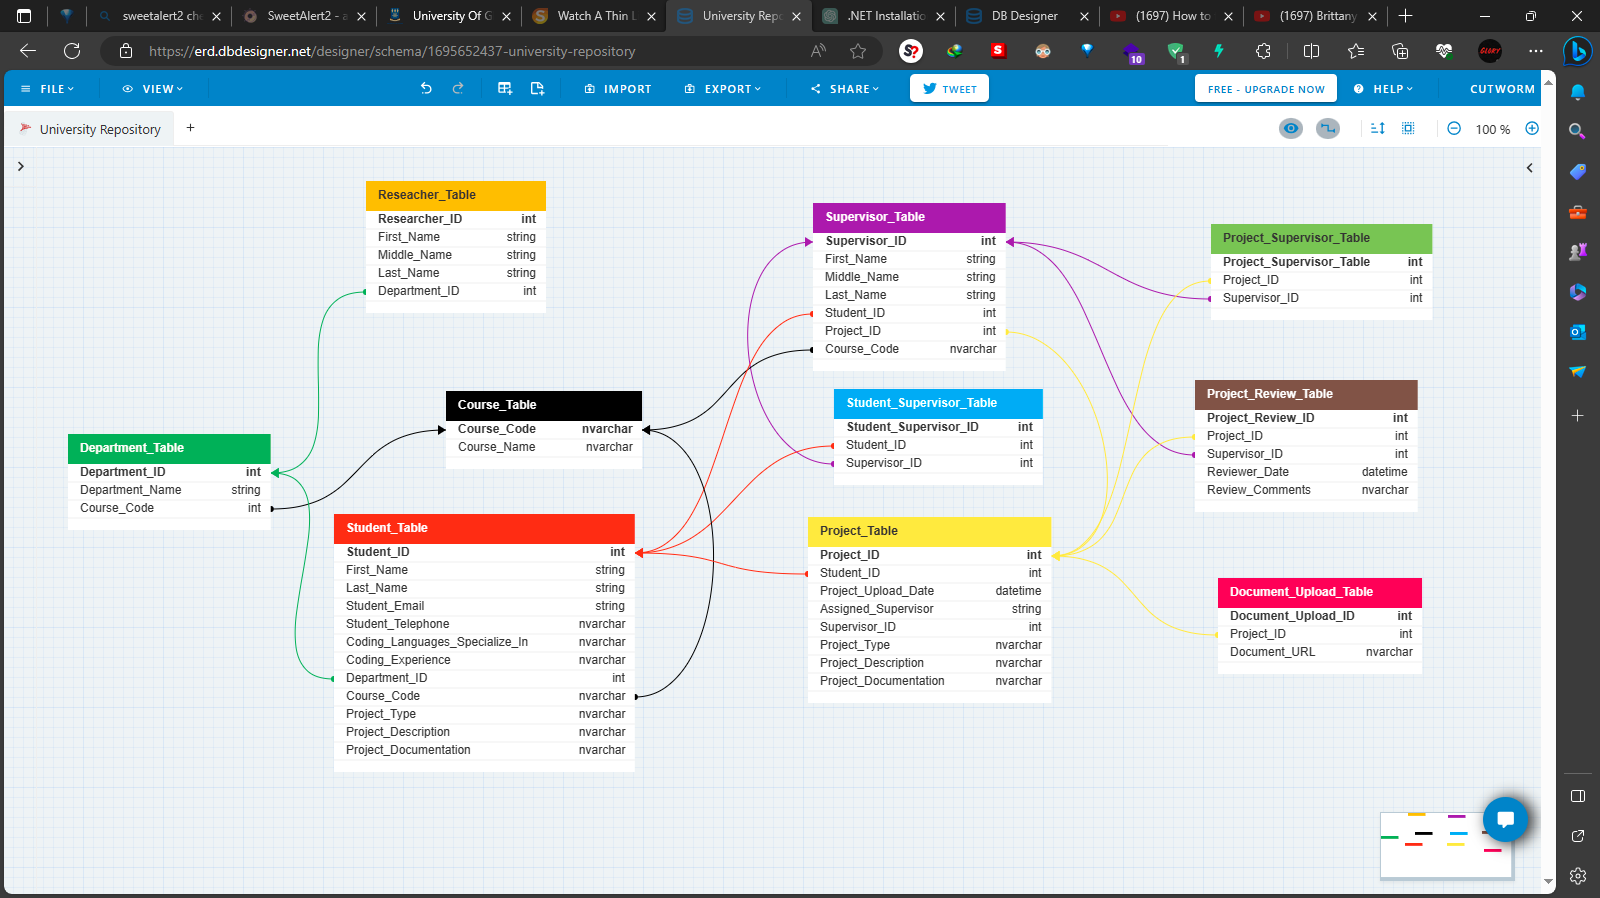 sweetalert2 che
SweetAlert2 - a
University Of G
Watch A Thin L
University Repo
.NET Installatio
DB Designer
(1697) How to
(1697) Brittany
https://erd.dbdesigner.net/designer/schema/1695652437-university-repository
10
1
FILE
VIEW
IMPORT
EXPORT
SHARE
TWEET
FREE - UPGRADE NOW
HELP
CUTWORM
University Repository
+
100 %
Reseacher_Table
Researcher_ID int
First_Name string
Middle_Name string
Last_Name string
Department_ID int
Supervisor_Table
Supervisor_ID int
First_Name string
Middle_Name string
Last_Name string
Student_ID int
Project_ID int
Course_Code nvarchar
Project_Supervisor_Table
Project_Supervisor_Table int
Project_ID int
Supervisor_ID int
Course_Table
Course_Code nvarchar
Course_Name nvarchar
Student_Supervisor_Table
Student_Supervisor_ID int
Student_ID int
Supervisor_ID int
Project_Review_Table
Project_Review_ID int
Project_ID int
Supervisor_ID int
Reviewer_Date datetime
Review_Comments nvarchar
Department_Table
Department_ID int
Department_Name string
Course_Code int
Student_Table
Student_ID int
First_Name string
Last_Name string
Student_Email string
Student_Telephone nvarchar
Coding_Languages_Specialize_In nvarchar
Coding_Experience nvarchar
Department_ID int
Course_Code nvarchar
Project_Type nvarchar
Project_Description nvarchar
Project_Documentation nvarchar
Project_Table
Project_ID int
Student_ID int
Project_Upload_Date datetime
Assigned_Supervisor string
Supervisor_ID int
Project_Type nvarchar
Project_Description nvarchar
Project_Documentation nvarchar
Document_Upload_Table
Document_Upload_ID int
Project_ID int
Document_URL nvarchar